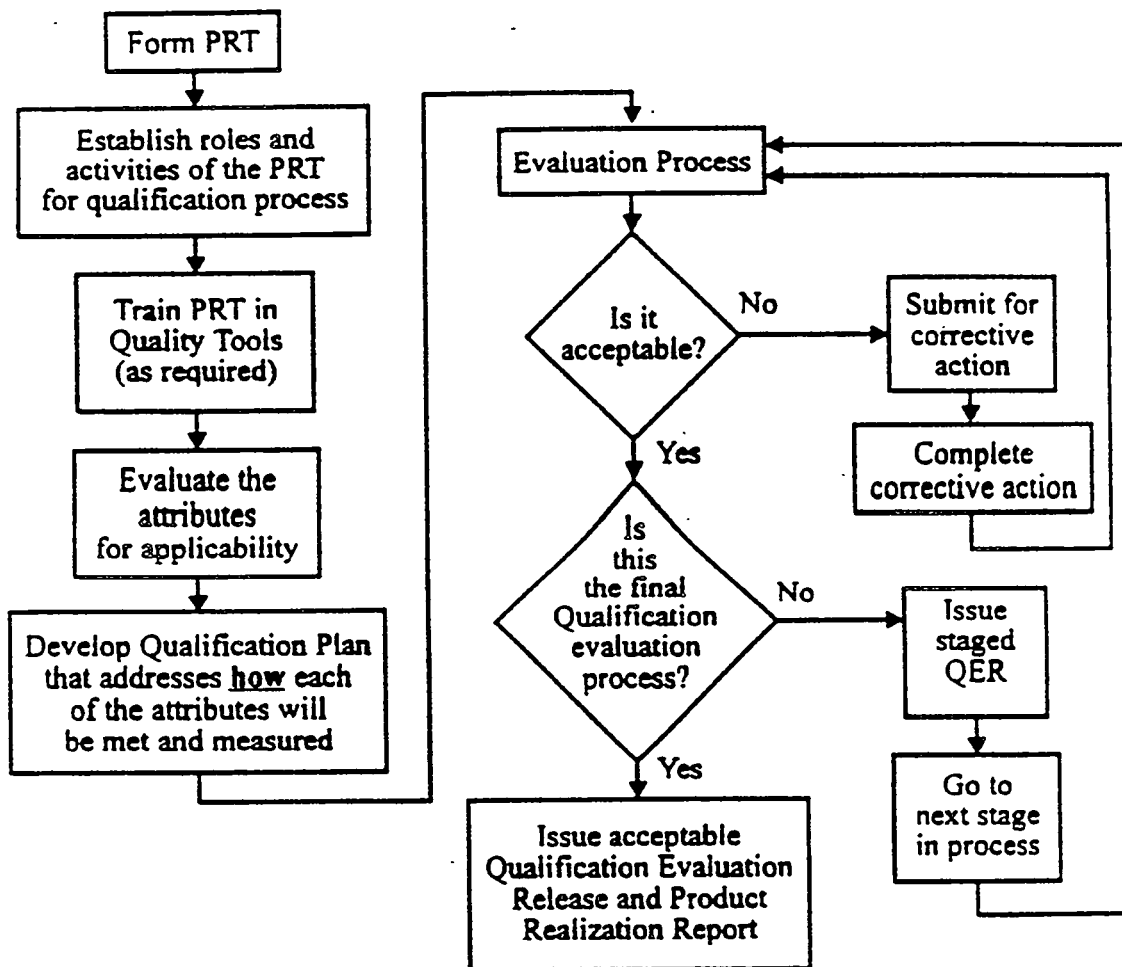 Form PRT
Establish roles and
activities of the PRT
for qualification process
Train PRT in
Quality Tools
(as required)
Evaluate the
attributes
for applicability
Develop Qualification Plan
that addresses how each
of the attributes will
be met and measured
Evaluation Process
Is it
acceptable?
No
Submit for
corrective
action
Complete
corrective action
Yes
Is
this
the final
Qualification
evaluation
process?
No
Issue
staged
QER
Go to
next stage
in process
Yes
Issue acceptable
Qualification Evaluation
Release and Product
Realization Report